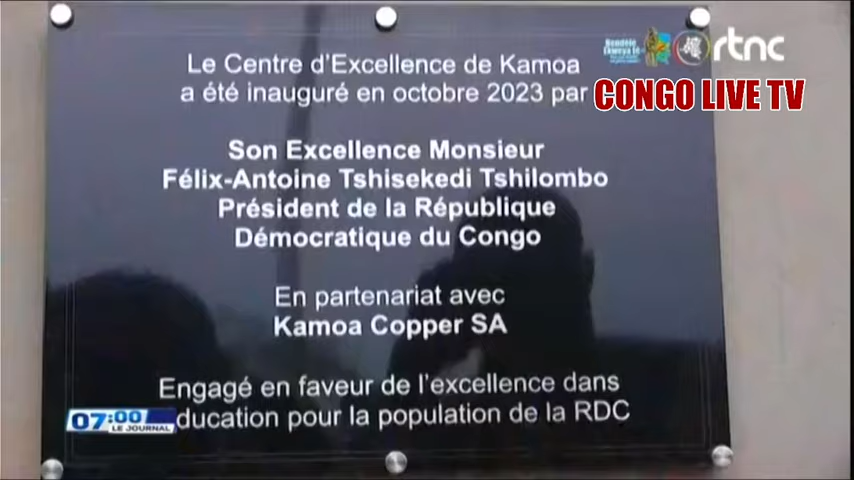 Le Centre d'Excellence de Kamoa
a été inauguré en octobre 2023 par
Son Excellence Monsieur
Félix-Antoine Tshisekedi Tshilombo
Président de la République
Démocratique du Congo
En partenariat avec
Kamoa Copper SA
Engagé en faveur de l'excellence dans
ducation pour la population de la RDC
rtnc
CONGO LIVE TV
07:00
LE JOURNAL